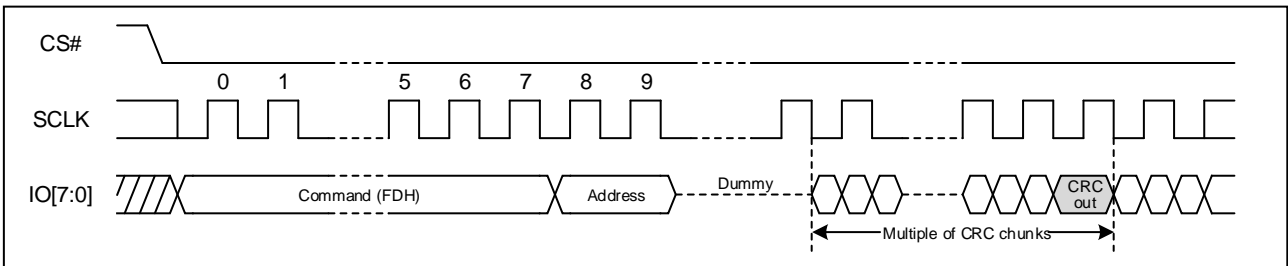 CS#
0 1 5 6 7 8 9
SCLK
IO[7:0] Command (FDH) Address Dummy CRC
out
Multiple of CRC chunks